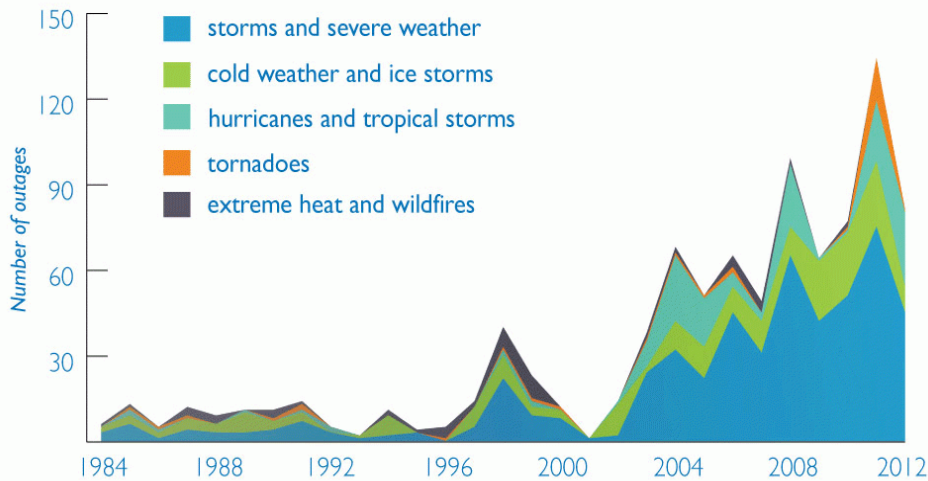 150
120
90
60
30
Number of outages
storms and severe weather
cold weather and ice storms
hurricanes and tropical storms
tornadoes
extreme heat and wildfires
1984 1988 1992 1996 2000 2004 2008 2012